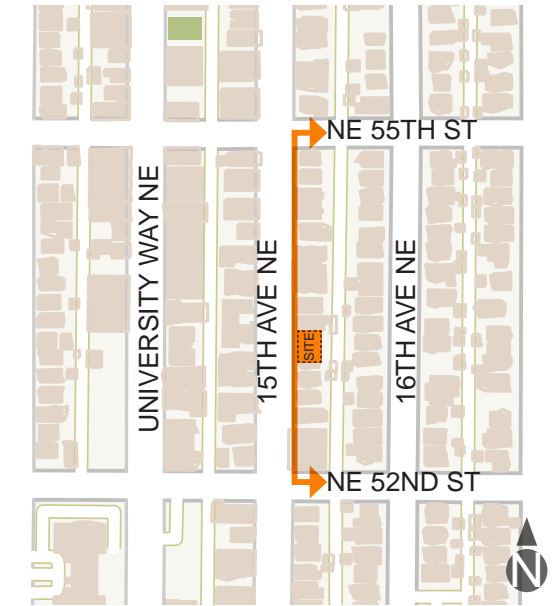 NE 55TH ST
UNIVERSITY WAY NE
15TH AVE NE
16TH AVE NE
SITE
NE 52ND ST
N